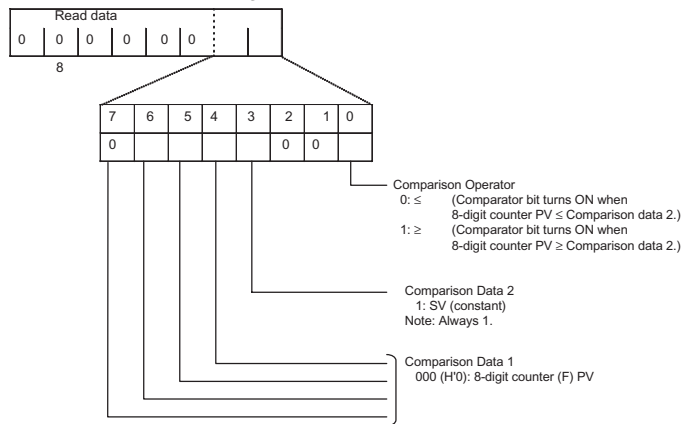 Read data
0 0 0 0 0 0
8
7 6 5 4 3 2 1 0
0 0 0
Comparison Operator
0: ≤ (Comparator bit turns ON when
8-digit counter PV ≤ Comparison data 2.)
1: ≥ (Comparator bit turns ON when
8-digit counter PV ≥ Comparison data 2.)
Comparison Data 2
1: SV (constant)
Note: Always 1.
Comparison Data 1
000 (H'0): 8-digit counter (F) PV